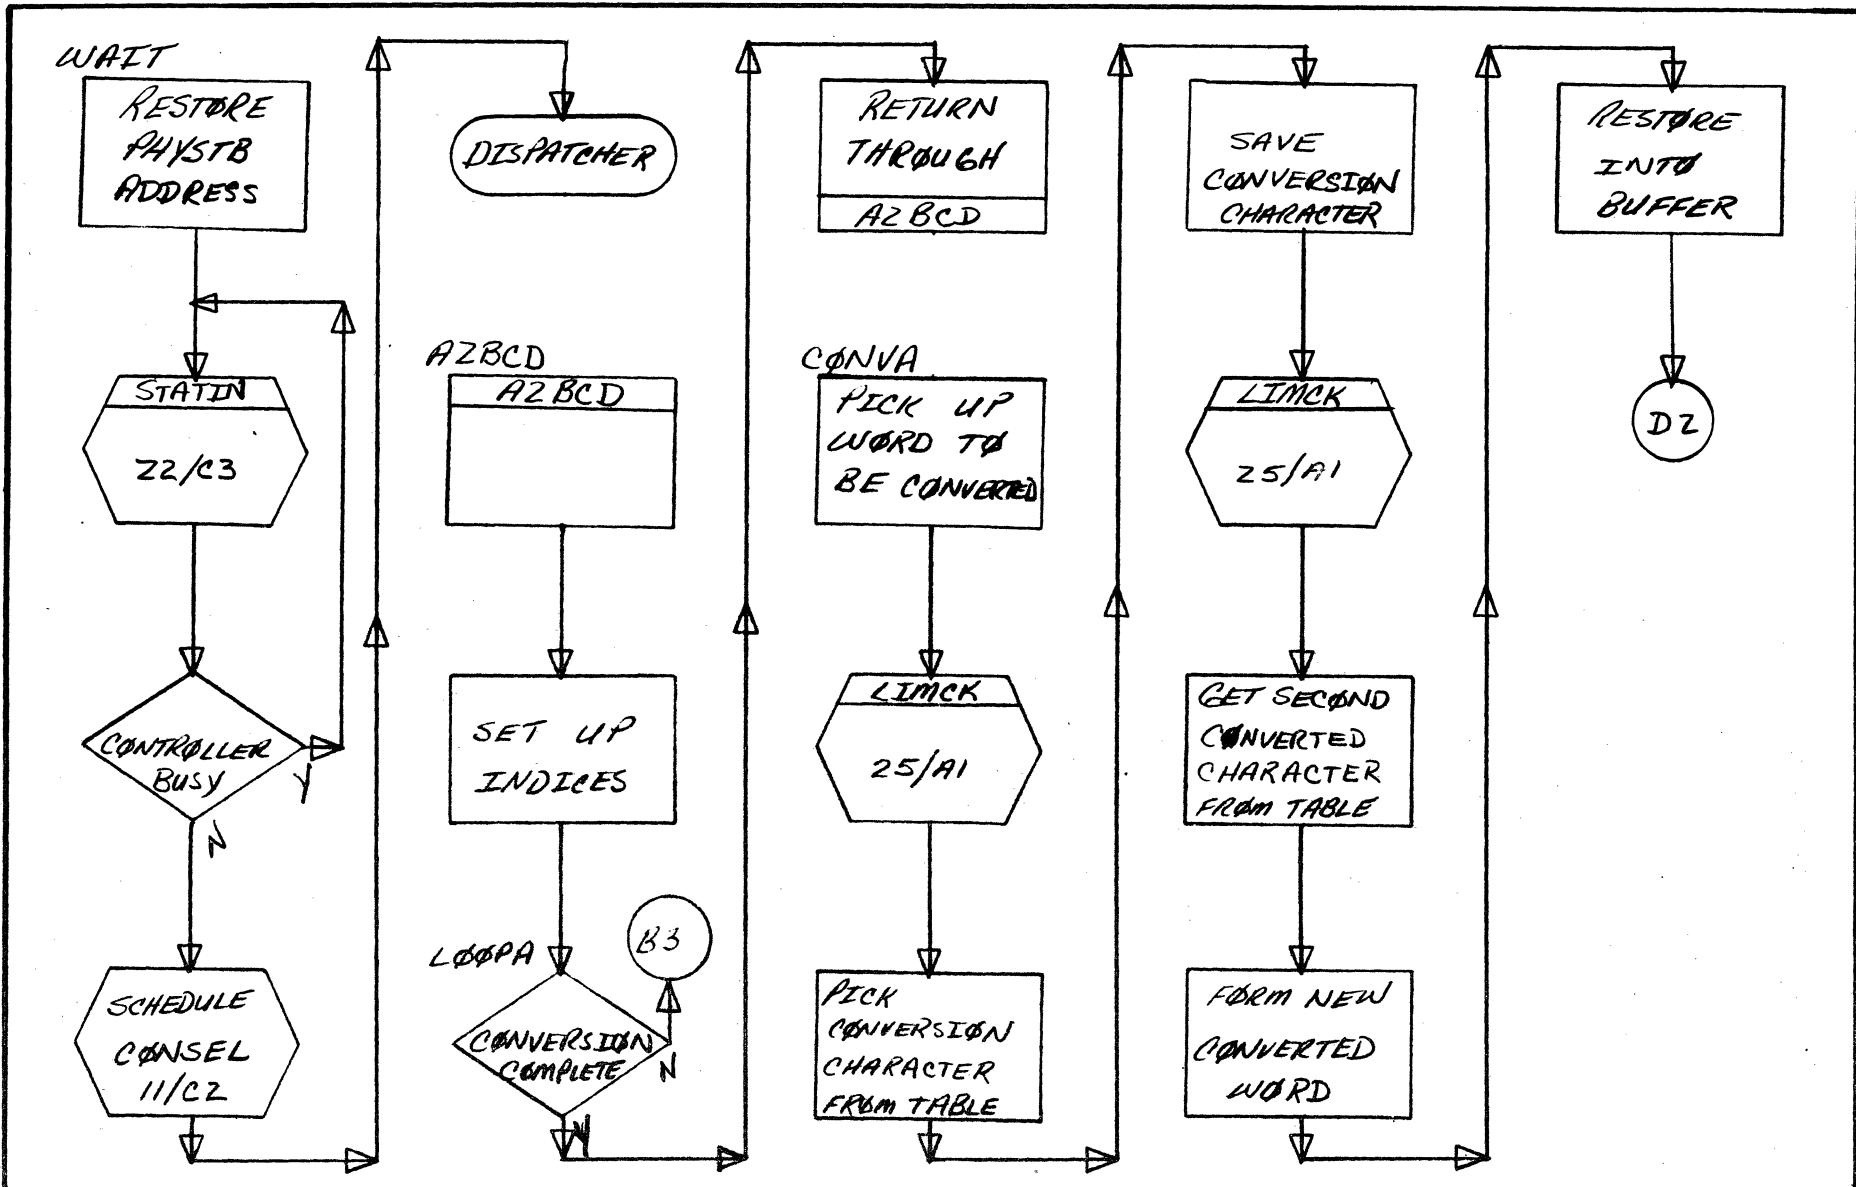 WAIT
RESTØRE
PHYSTB
ADDRESS
STATIN
22/C3
CØNTRØLLER
BUSY
Y
N
SCHEDULE
CØNSEL
11/C2
DISPATCHER
A2BCD
A2BCD
SET UP
INDICES
LØØPA
B3
CØNVERSIØN
CØMPLETE
N
Y
RETURN
THRØUGH
A2BCD
CØNVA
PICK UP
WØRD TØ
BE CØNVERTED
LIMCK
25/A1
PICK
CØNVERSIØN
CHARACTER
FRØM TABLE
SAVE
CØNVERSIØN
CHARACTER
LIMCK
25/A1
GET SECØND
CØNVERTED
CHARACTER
FRØM TABLE
FØRM NEW
CØNVERTED
WØRD
RESTØRE
INTØ
BUFFER
D2